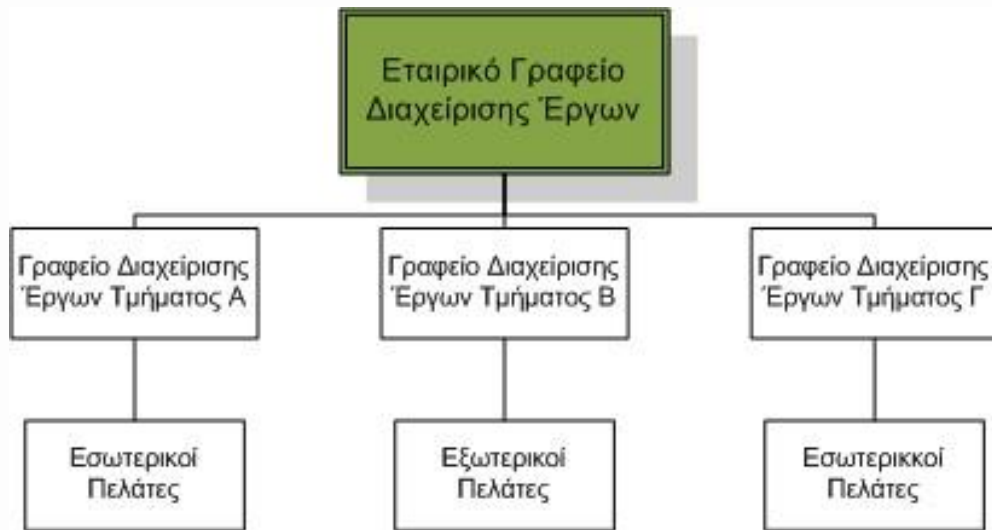 Εταιρικό Γραφείο
Διαχείρισης Έργων
Γραφείο Διαχείρισης
Έργων Τμήματος Α
Γραφείο Διαχείρισης
Έργων Τμήματος Β
Γραφείο Διαχείρισης
Έργων Τμήματος Γ
Εσωτερικοί
Πελάτες
Εξωτερικοί
Πελάτες
Εσωτερικκοί
Πελάτες